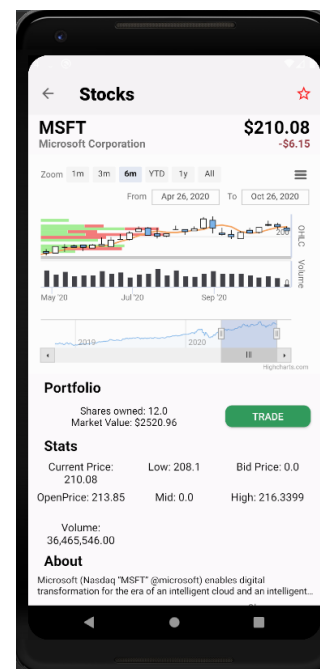 Stocks
MSFT $210.08
Microsoft Corporation -$6.15
Zoom 1m 3m 6m YTD 1y All
From Apr 26, 2020 To Oct 26, 2020
OHLC
200
Volume
0
May '20 Jul '20 Sep '20
2019 2020
Highcharts.com
Portfolio
Shares owned: 12.0
Market Value: $2520.96
TRADE
Stats
Current Price: Low: 208.1 Bid Price: 0.0
210.08
OpenPrice: 213.85 Mid: 0.0 High: 216.3399
Volume:
36,465,546.00
About
Microsoft (Nasdaq "MSFT" @microsoft) enables digital
transformation for the era of an intelligent cloud and an intelligent...